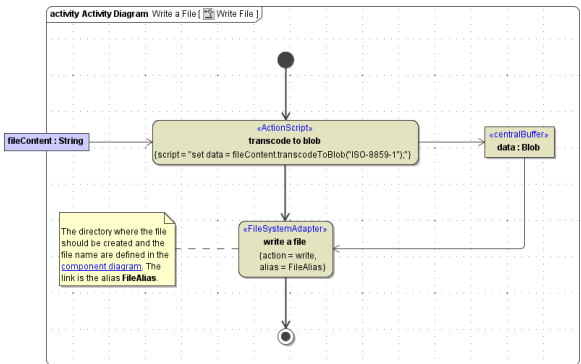 activity Activity Diagram Write a File [ Write File ]
«ActionScript»
transcode to blob
{script = "set data = fileContent.transcodeToBlob("ISO-8859-1");"}
fileContent : String
«centralBuffer»
data : Blob
«FileSystemAdapter»
write a file
{action = write,
alias = FileAlias}
The directory where the file
should be created and the
file name are defined in the
component diagram. The
link is the alias FileAlias.